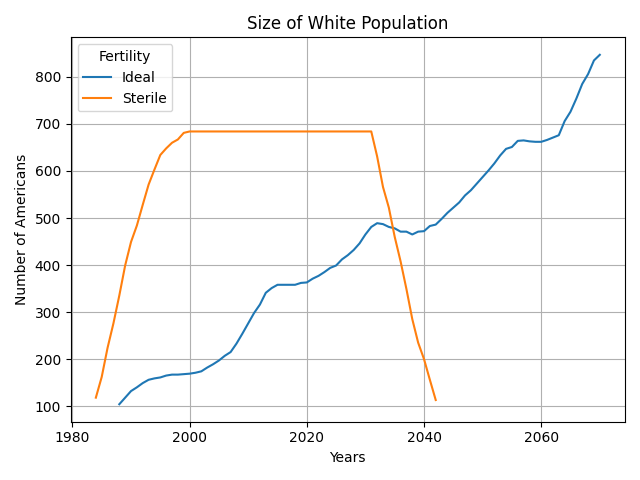 Size of White Population
Fertility
Ideal
Sterile
800
700
600
500
400
300
200
100
Number of Americans
1980
2000
2020
2040
2060
Years